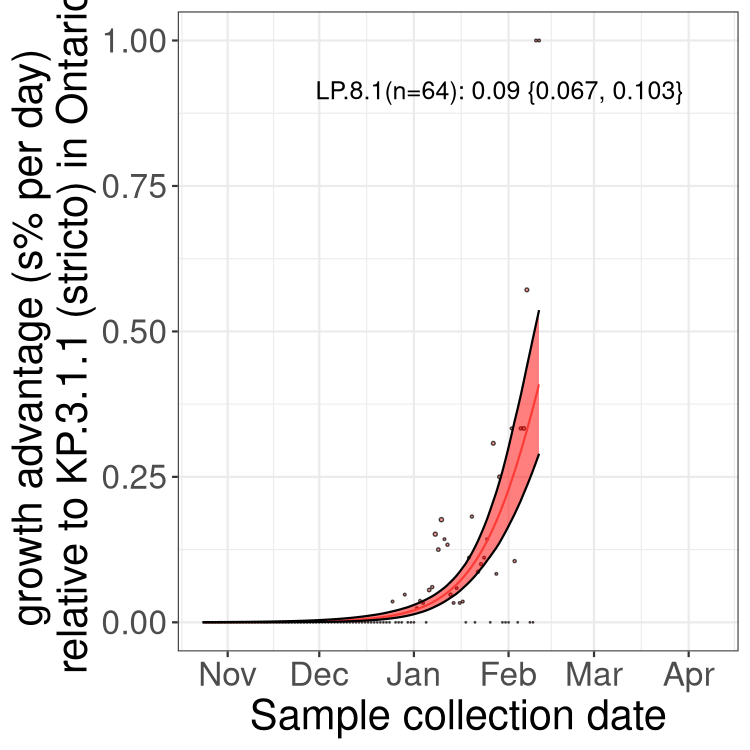 growth advantage (s% per day)
relative to KP.3.1.1 (stricto) in Ontario
1.00
0.75
0.50
0.25
0.00
LP.8.1(n=64): 0.09 {0.067, 0.103}
Nov Dec Jan Feb Mar Apr
Sample collection date